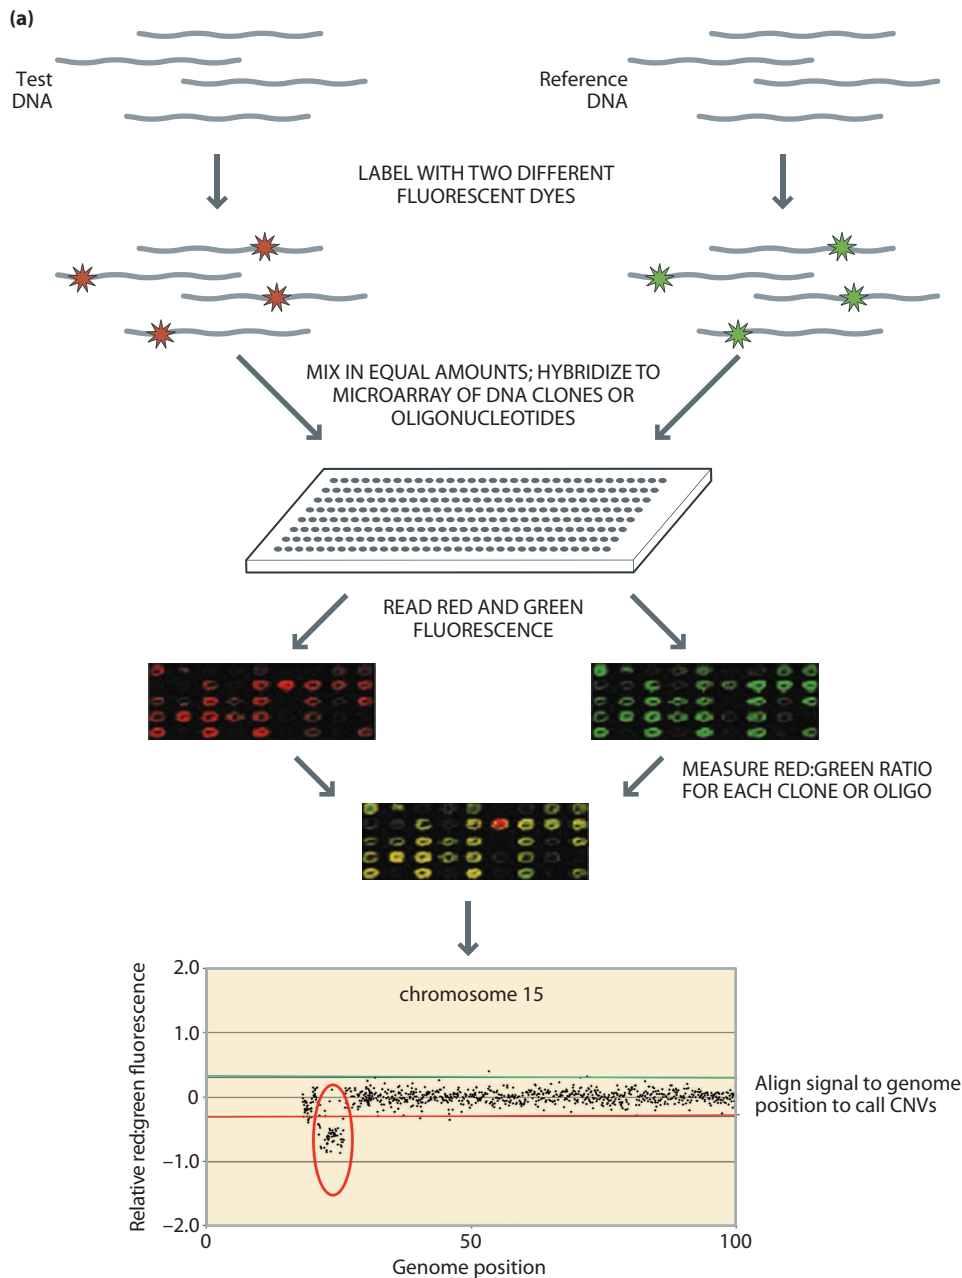 (a)
Test
DNA
Reference
DNA
LABEL WITH TWO DIFFERENT
FLUORESCENT DYES
MIX IN EQUAL AMOUNTS; HYBRIDIZE TO
MICROARRAY OF DNA CLONES OR
OLIGONUCLEOTIDES
READ RED AND GREEN
FLUORESCENCE
MEASURE RED:GREEN RATIO
FOR EACH CLONE OR OLIGO
Relative red:green fluorescence
2.0
1.0
0
−1.0
−2.0
chromosome 15
Align signal to genome
position to call CNVs
0
50
100
Genome position